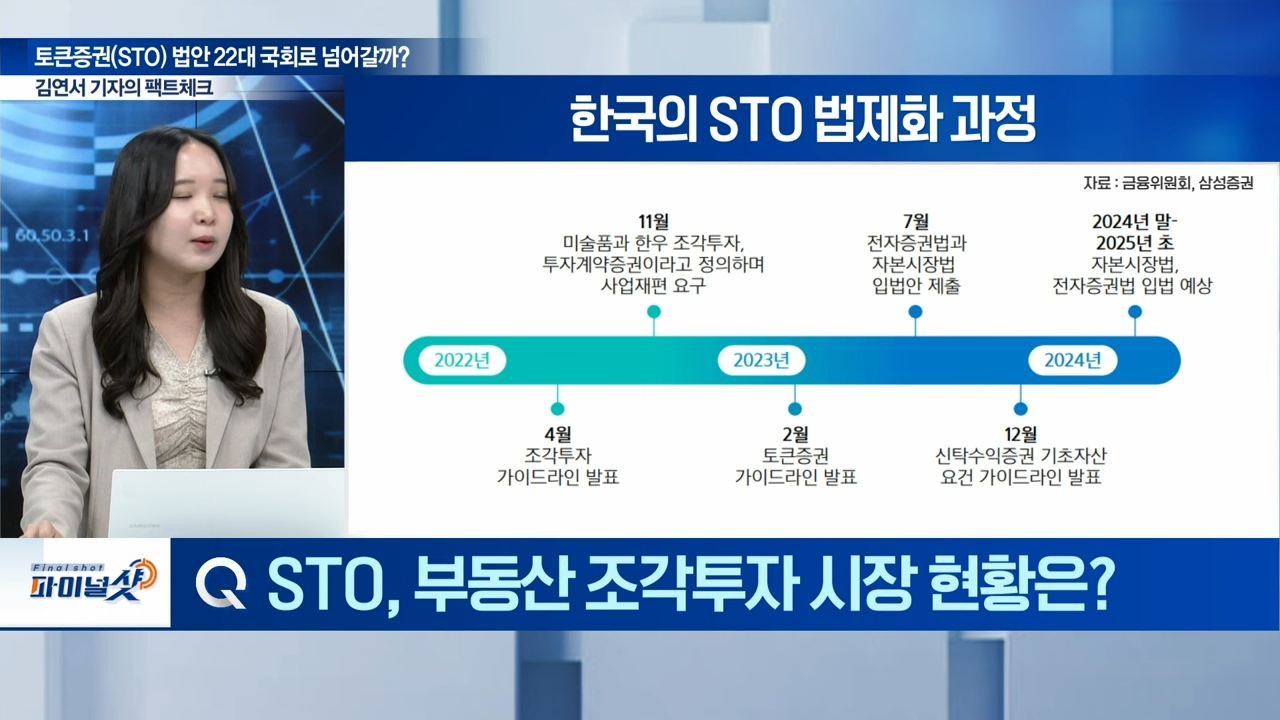 토큰증권(STO) 법안 22대 국회로 넘어갈까?
김연서 기자의 팩트체크
60.50.3.1
한국의 STO 법제화 과정
자료 : 금융위원회, 삼성증권
11월
미술품과 한우 조각투자,
투자계약증권이라고 정의하며
사업재편 요구
7월
전자증권법과
자본시장법
입법안 제출
2024년 말-
2025년 초
자본시장법,
전자증권법 입법 예상
2022년
2023년
2024년
4월
조각투자
가이드라인 발표
2월
토큰증권
가이드라인 발표
12월
신탁수익증권 기초자산
요건 가이드라인 발표
SAMSUNG
Final shot
파이널샷
Q STO, 부동산 조각투자 시장 현황은?